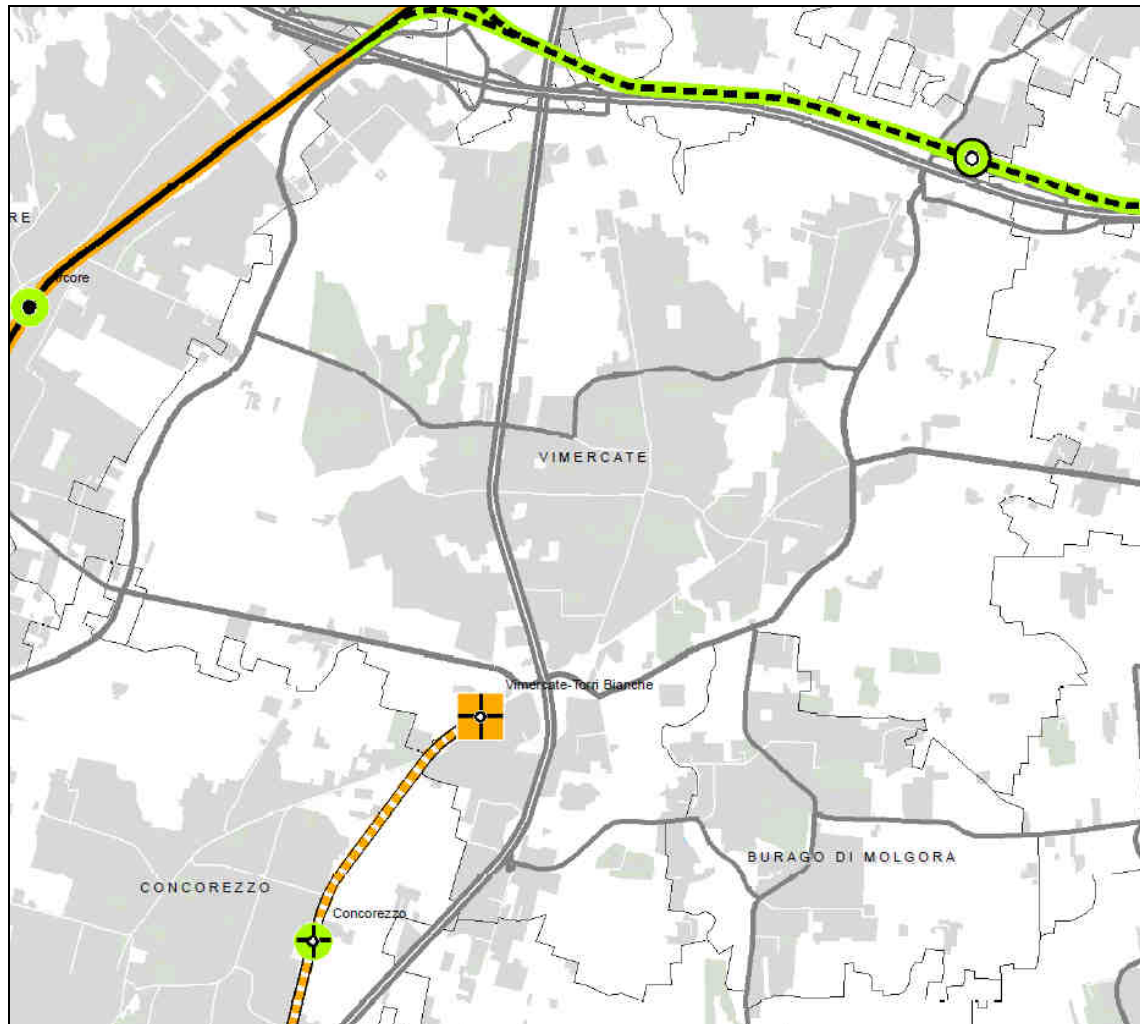 RE
rcore
VIMERCATE
Vimercate-Torri Bianche
BURAGO DI MOLGORA
CONCOREZZO
Concorezzo